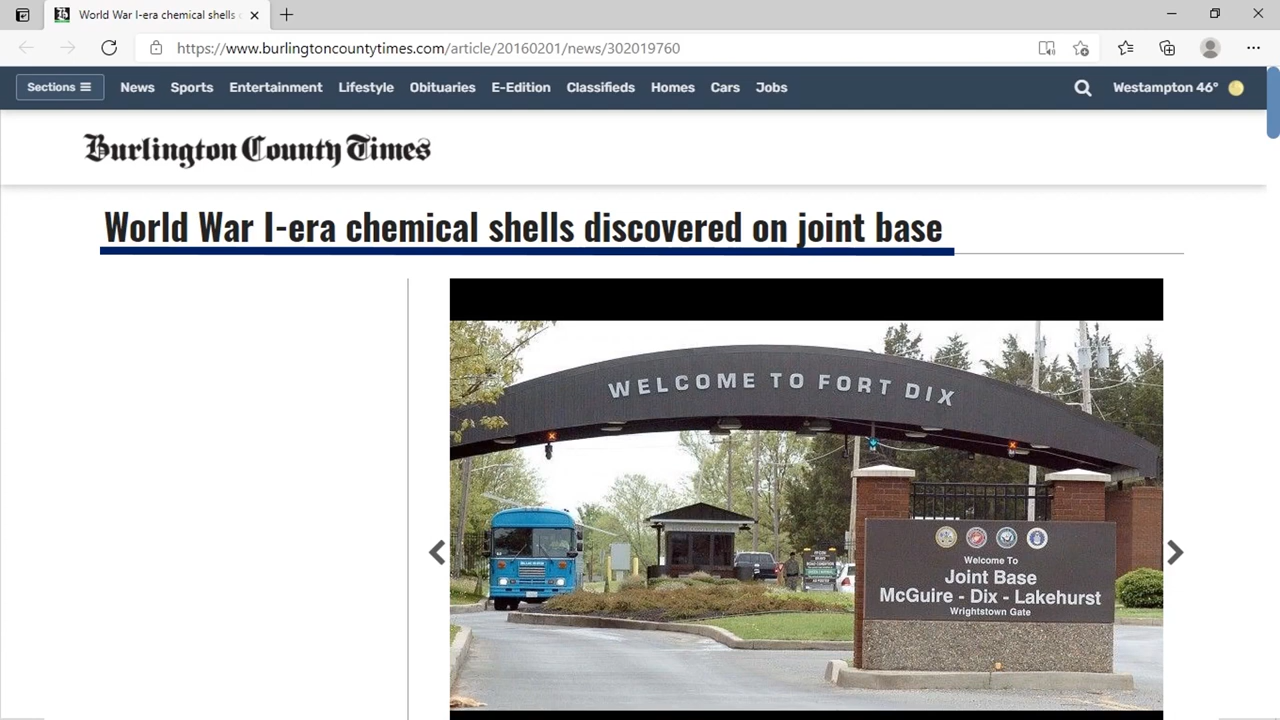 World War I-era chemical shells
https://www.burlingtoncountytimes.com/article/20160201/news/302019760
Sections News Sports Entertainment Lifestyle Obituaries E-Edition Classifieds Homes Cars Jobs Westampton 46°
Burlington County Times
World War I-era chemical shells discovered on joint base
WELCOME TO FORT DIX
Welcome To
Joint Base
McGuire - Dix - Lakehurst
Wrightstown Gate